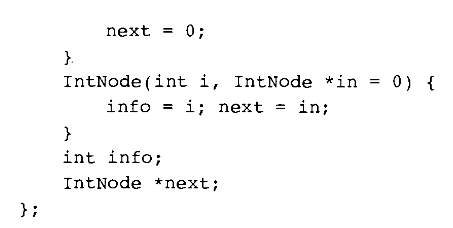 next = 0;
}
IntNode(int i, IntNode *in = 0) {
info = i; next = in;
}
int info;
IntNode *next;
};